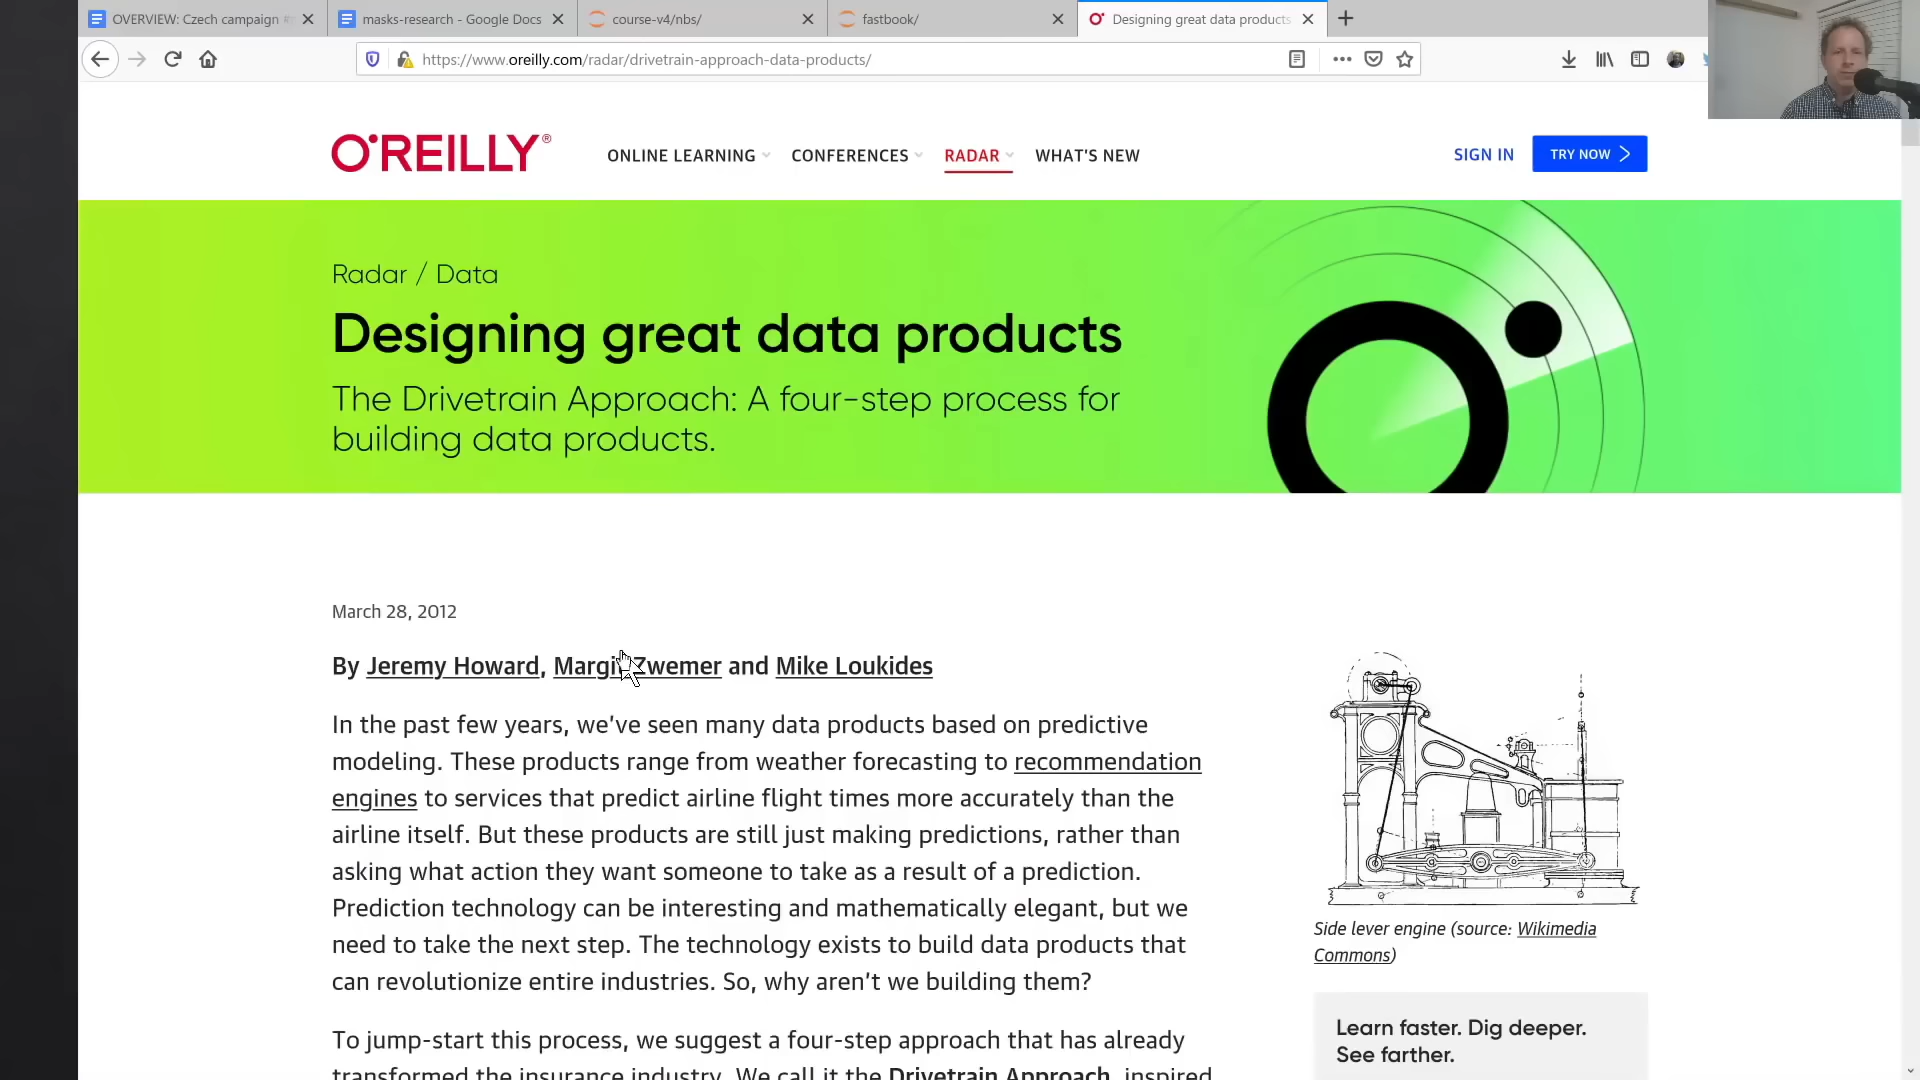 OVERVIEW: Czech campaign
masks-research - Google Docs
course-v4/nbs/
fastbook/
Designing great data products
https://www.oreilly.com/radar/drivetrain-approach-data-products/
O'REILLY®
ONLINE LEARNING
CONFERENCES
RADAR
WHAT'S NEW
SIGN IN
TRY NOW
Radar / Data
Designing great data products
The Drivetrain Approach: A four-step process for
building data products.
March 28, 2012
By Jeremy Howard, Margit Zwemer and Mike Loukides
In the past few years, we’ve seen many data products based on predictive
modeling. These products range from weather forecasting to recommendation
engines to services that predict airline flight times more accurately than the
airline itself. But these products are still just making predictions, rather than
asking what action they want someone to take as a result of a prediction.
Prediction technology can be interesting and mathematically elegant, but we
need to take the next step. The technology exists to build data products that
can revolutionize entire industries. So, why aren’t we building them?
To jump-start this process, we suggest a four-step approach that has already
transformed the insurance industry. We call it the Drivetrain Approach, inspired
Side lever engine (source: Wikimedia
Commons)
Learn faster. Dig deeper.
See farther.